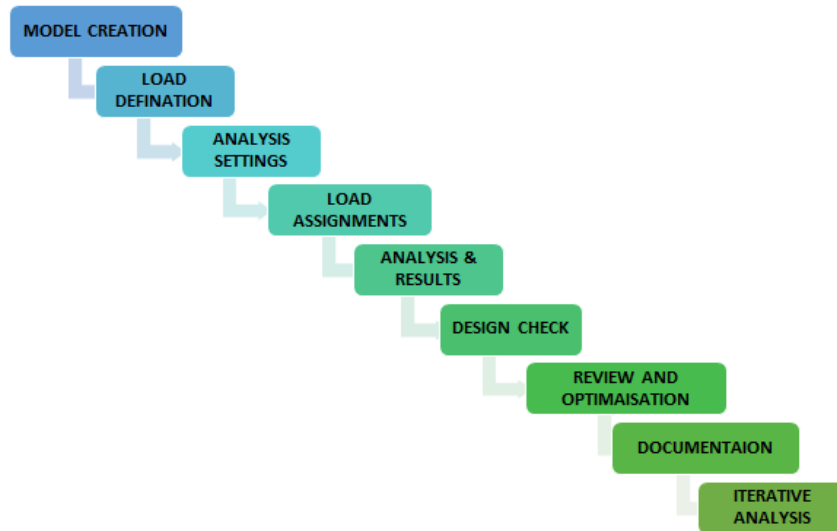 MODEL CREATION
LOAD
DEFINATION
ANALYSIS
SETTINGS
LOAD
ASSIGNMENTS
ANALYSIS &
RESULTS
DESIGN CHECK
REVIEW AND
OPTIMAISATION
DOCUMENTAION
ITERATIVE
ANALYSIS